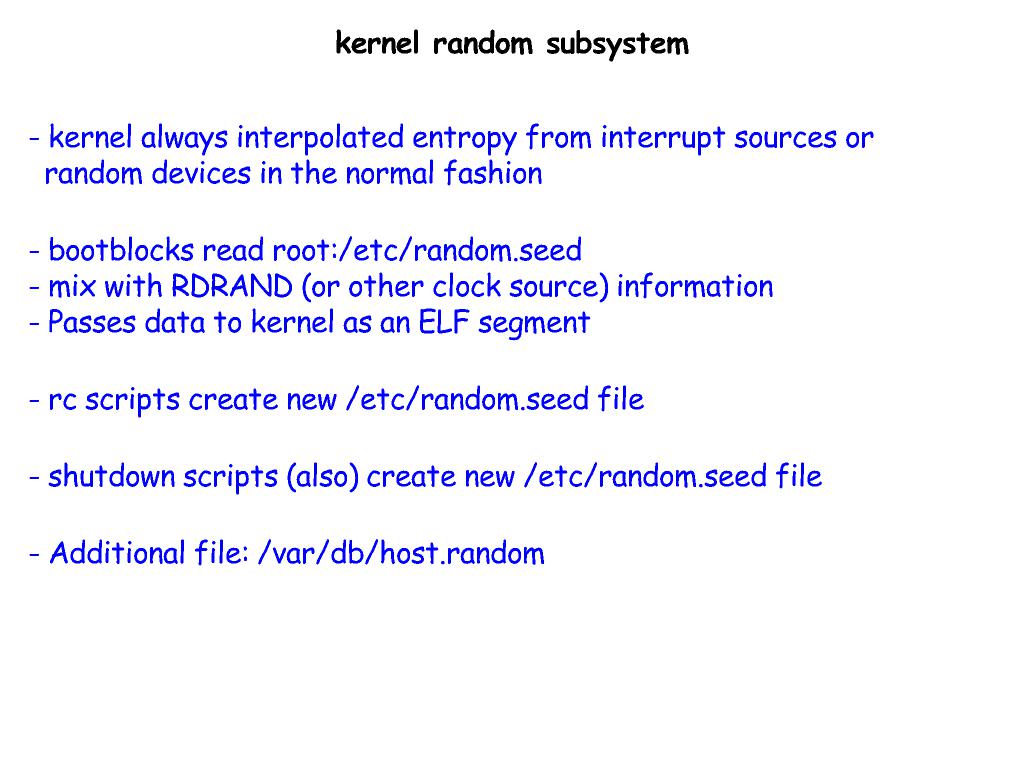 kernel random subsystem
- kernel always interpolated entropy from interrupt sources or
random devices in the normal fashion
- bootblocks read root:/etc/random.seed
- mix with RDRAND (or other clock source) information
- Passes data to kernel as an ELF segment
- rc scripts create new /etc/random.seed file
- shutdown scripts (also) create new /etc/random.seed file
- Additional file: /var/db/host.random